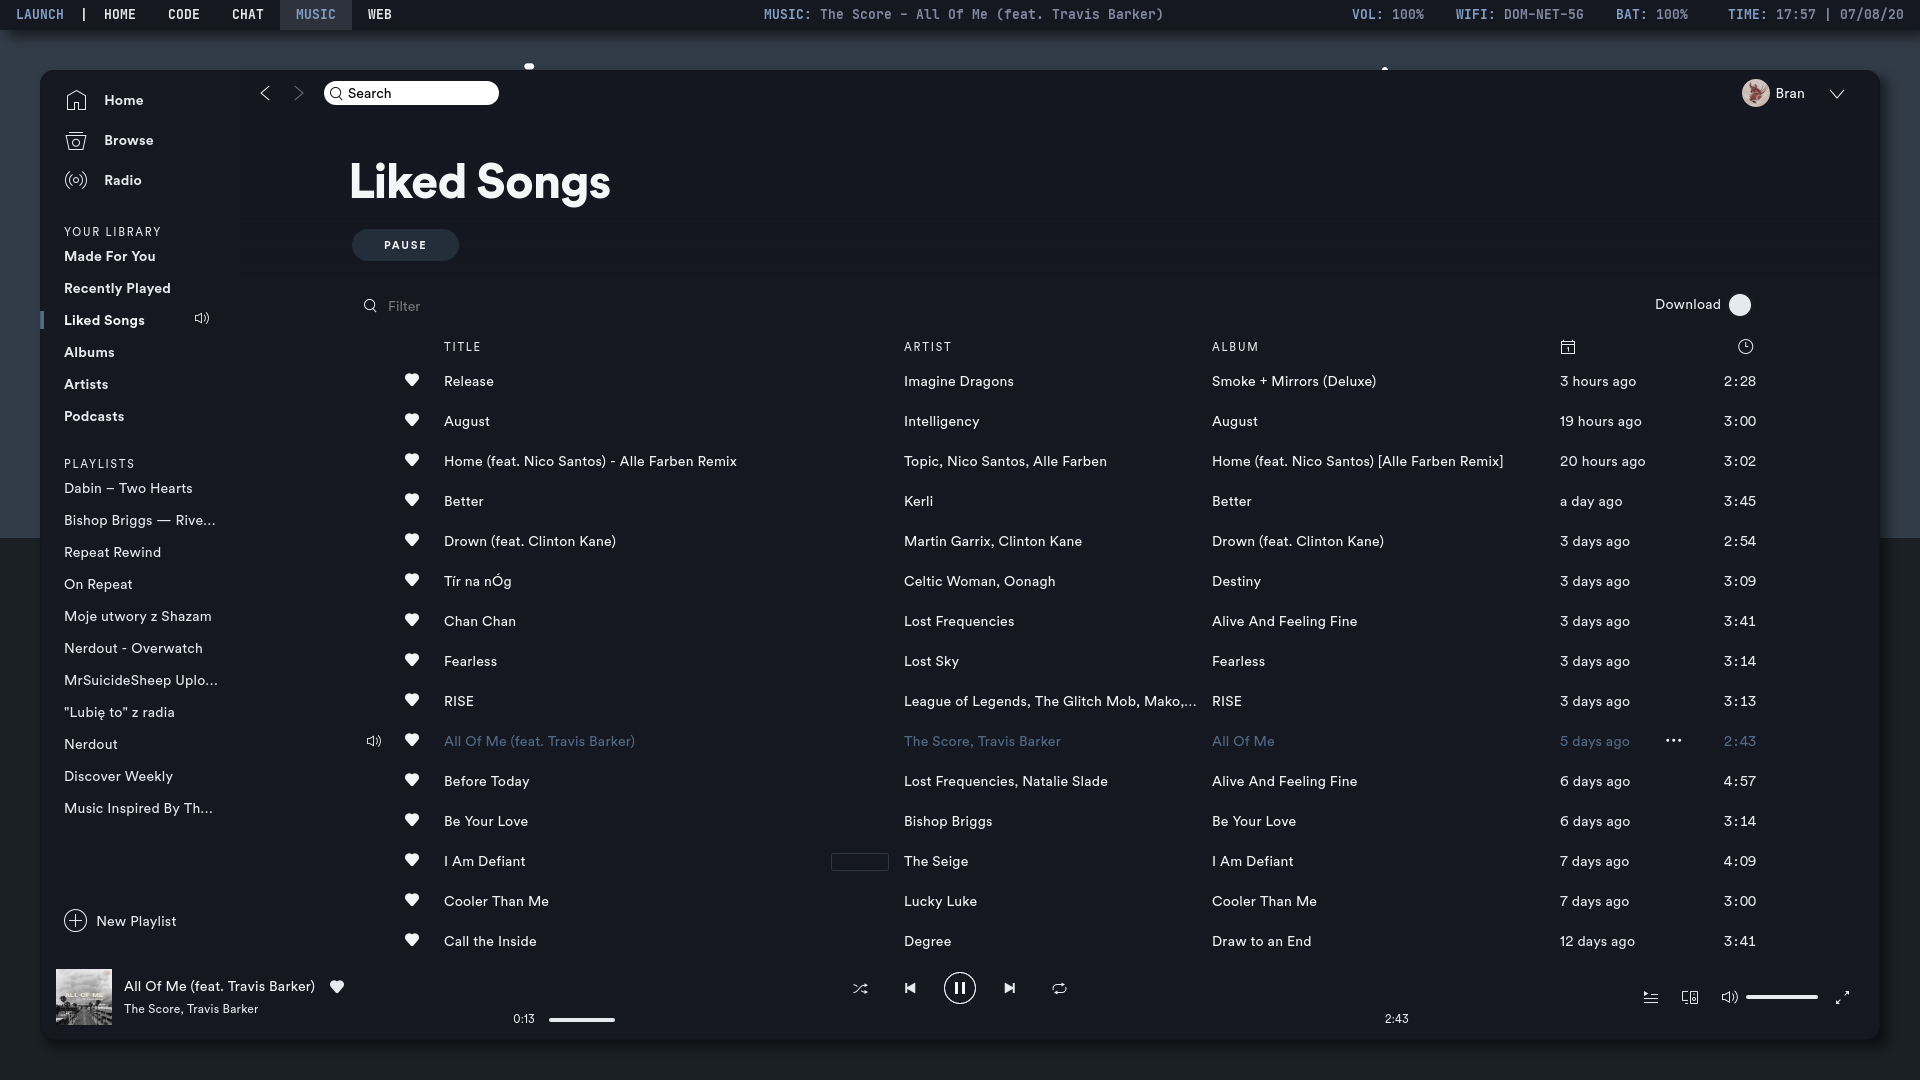 LAUNCH | HOME CODE CHAT MUSIC WEB MUSIC: The Score - All Of Me (feat. Travis Barker) VOL: 100% WIFI: DOM-NET-5G BAT: 100% TIME: 17:57 | 07/08/20
Search
Bran
Home
Browse
Radio
YOUR LIBRARY
Made For You
Recently Played
Liked Songs
Albums
Artists
Podcasts
PLAYLISTS
Dabin – Two Hearts
Bishop Briggs — Rive...
Repeat Rewind
On Repeat
Moje utwory z Shazam
Nerdout - Overwatch
MrSuicideSheep Uplo...
"Lubię to" z radia
Nerdout
Discover Weekly
Music Inspired By Th...
New Playlist
Liked Songs
PAUSE
Filter
Download
TITLE ARTIST ALBUM
Release Imagine Dragons Smoke + Mirrors (Deluxe) 3 hours ago 2:28
August Intelligency August 19 hours ago 3:00
Home (feat. Nico Santos) - Alle Farben Remix Topic, Nico Santos, Alle Farben Home (feat. Nico Santos) [Alle Farben Remix] 20 hours ago 3:02
Better Kerli Better a day ago 3:45
Drown (feat. Clinton Kane) Martin Garrix, Clinton Kane Drown (feat. Clinton Kane) 3 days ago 2:54
Tír na nÓg Celtic Woman, Oonagh Destiny 3 days ago 3:09
Chan Chan Lost Frequencies Alive And Feeling Fine 3 days ago 3:41
Fearless Lost Sky Fearless 3 days ago 3:14
RISE League of Legends, The Glitch Mob, Mako,... RISE 3 days ago 3:13
All Of Me (feat. Travis Barker) The Score, Travis Barker All Of Me 5 days ago 2:43
Before Today Lost Frequencies, Natalie Slade Alive And Feeling Fine 6 days ago 4:57
Be Your Love Bishop Briggs Be Your Love 6 days ago 3:14
I Am Defiant The Seige I Am Defiant 7 days ago 4:09
Cooler Than Me Lucky Luke Cooler Than Me 7 days ago 3:00
Call the Inside Degree Draw to an End 12 days ago 3:41
ALL OF ME
All Of Me (feat. Travis Barker)
The Score, Travis Barker
0:13 2:43